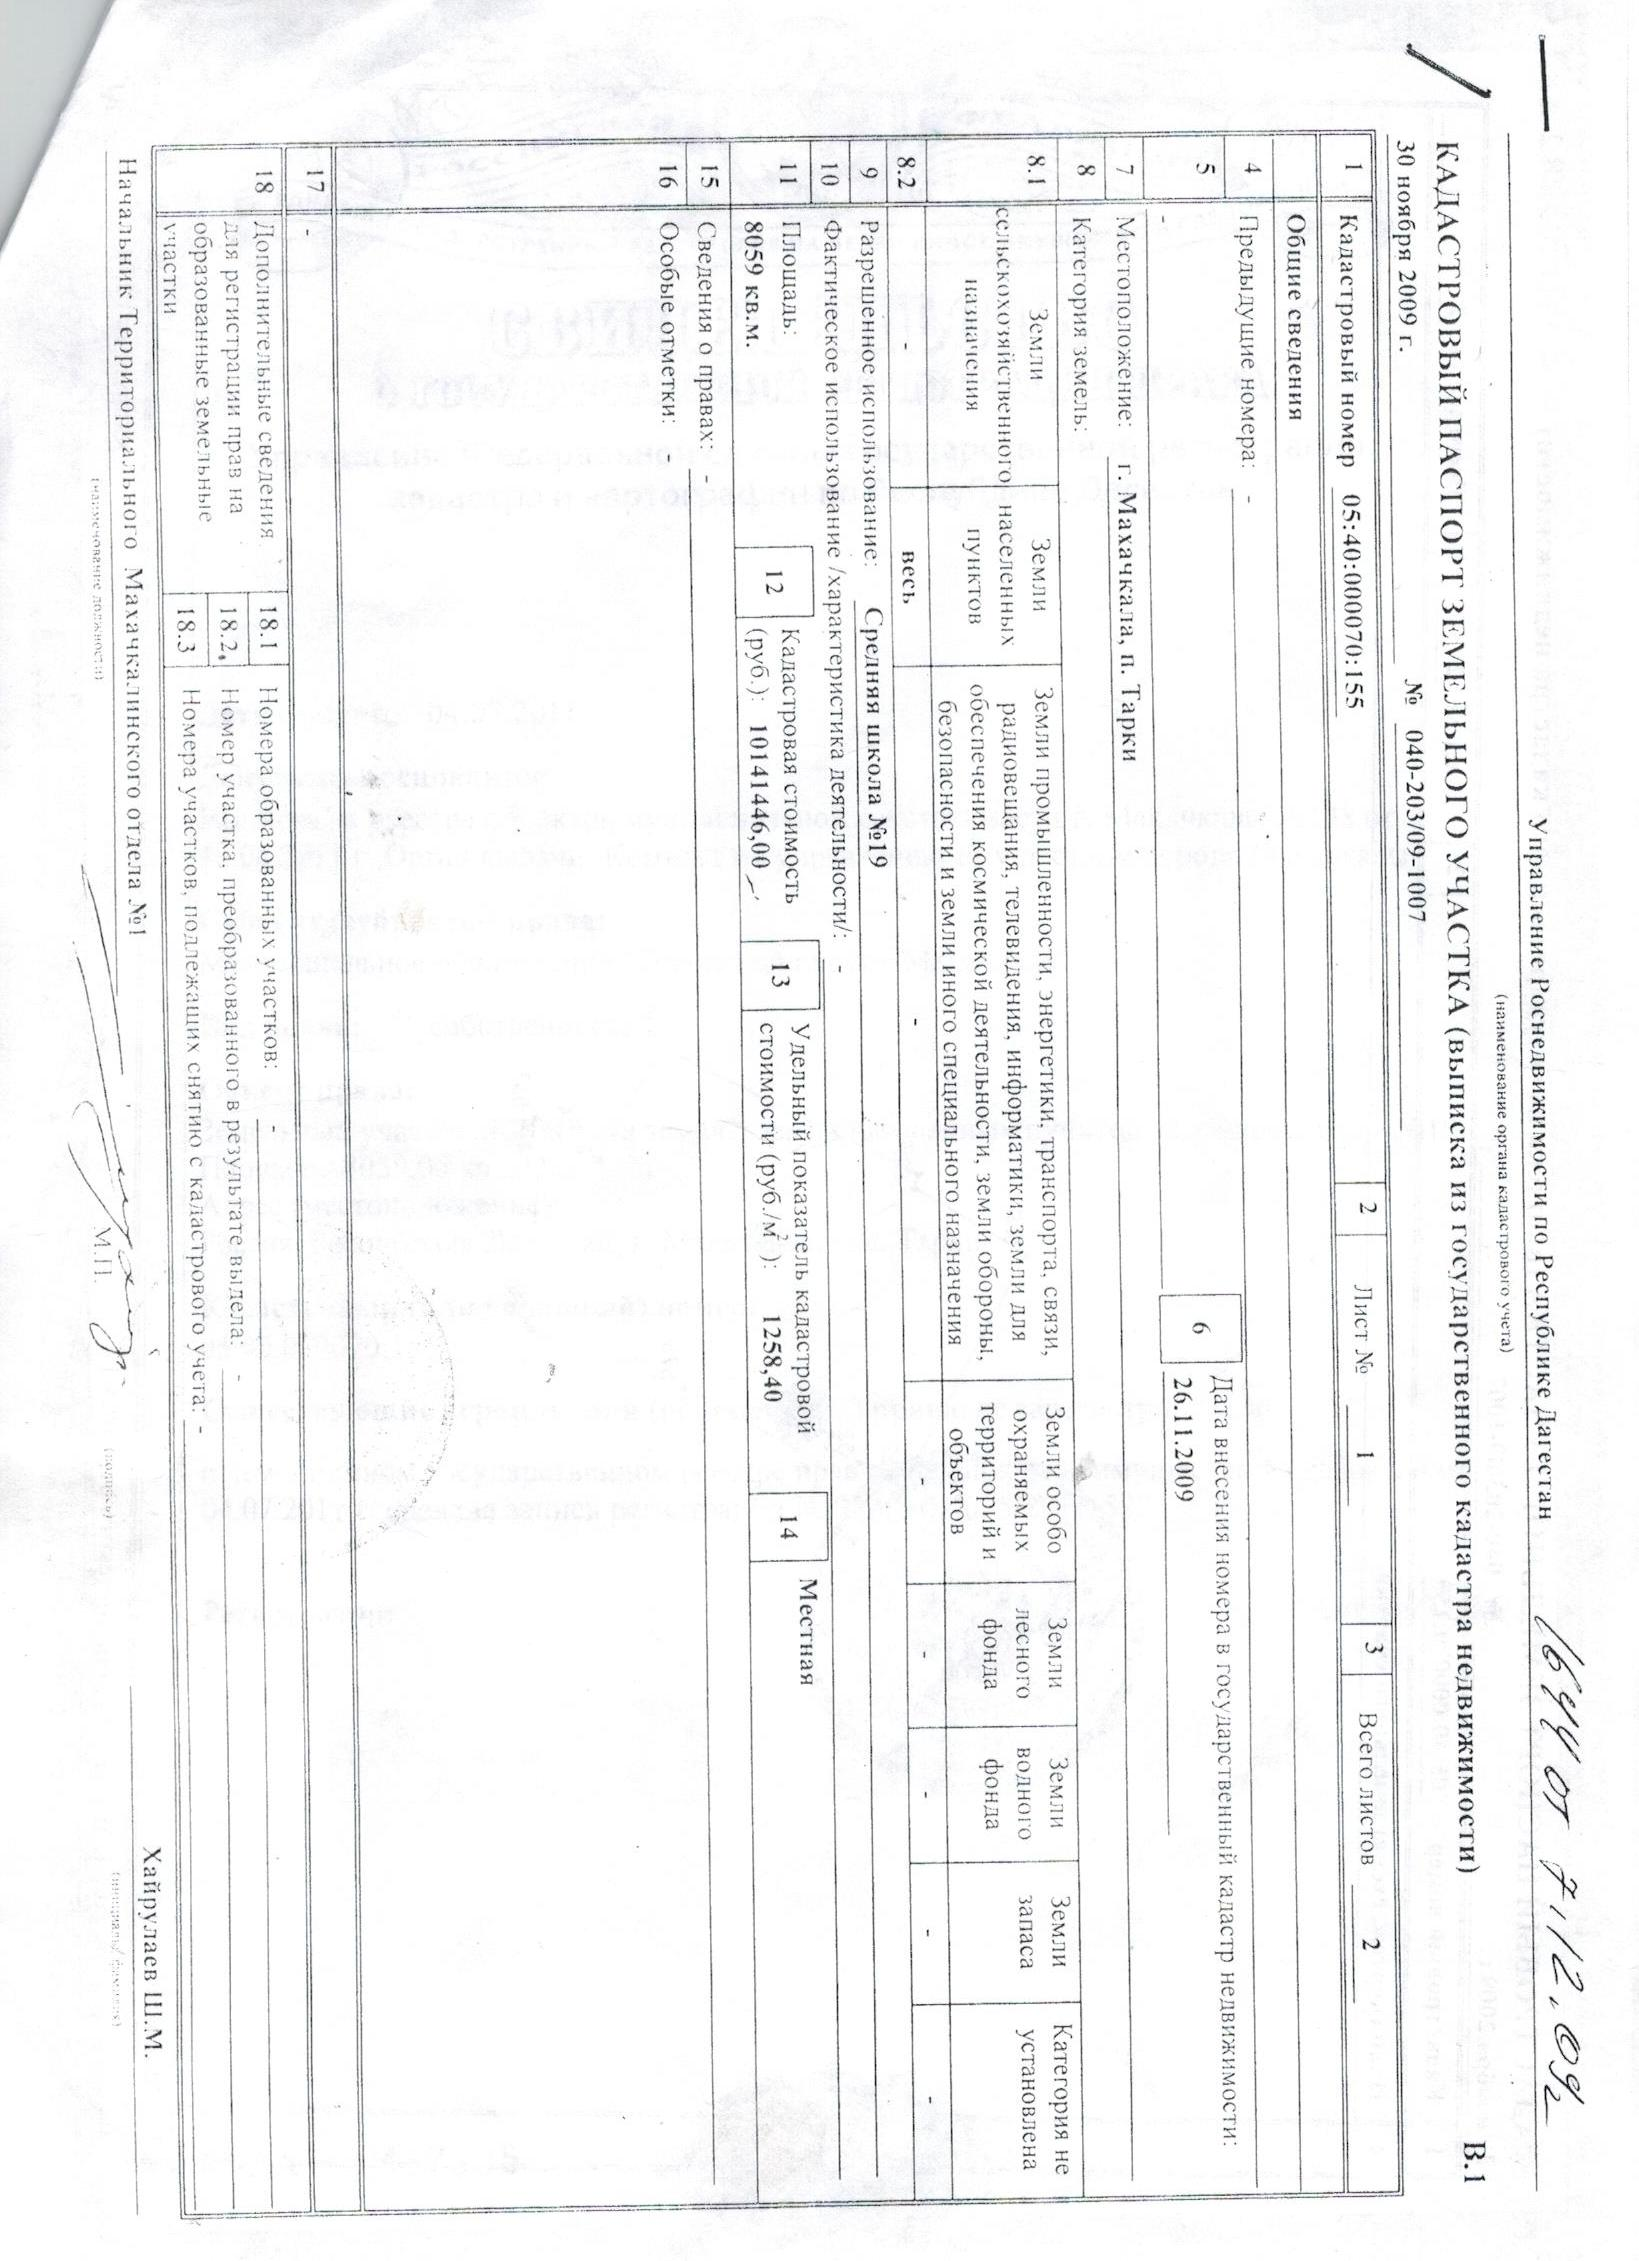 1644 от 7.12.09г
В.1
Управление Роснедвижимости по Республике Дагестан
(наименование органа кадастрового учета)
КАДАСТРОВЫЙ ПАСПОРТ ЗЕМЕЛЬНОГО УЧАСТКА (выписка из государственного кадастра недвижимости)
30 ноября 2009 г. № 040-203/09-1007
1 Кадастровый номер 05:40:000070:155 2 Лист № 1 3 Всего листов 2
Общие сведения
4 Предыдущие номера: -
5 - 6 Дата внесения номера в государственный кадастр недвижимости:
26.11.2009
7 Местоположение: г. Махачкала, п. Тарки
8 Категория земель:
8.1 Земли сельскохозяйственного назначения
Земли населенных пунктов
Земли промышленности, энергетики, транспорта, связи,
радиовещания, телевидения, информатики, земли для
обеспечения космической деятельности, земли обороны,
безопасности и земли иного специального назначения
Земли особо охраняемых территорий и объектов
Земли лесного фонда
Земли водного фонда
Земли запаса
Категория не установлена
8.2 - весь - - - - - -
9 Разрешенное использование: Средняя школа №19
10 Фактическое использование /характеристика деятельности/: -
11 Площадь:
8059 кв.м.
12 Кадастровая стоимость
(руб.): 10141446,00
13 Удельный показатель кадастровой
стоимости (руб./м² ): 1258,40
14 Местная
15 Сведения о правах: -
16 Особые отметки: -
17 -
18 Дополнительные сведения
для регистрации прав на
образованные земельные
участки
18.1 Номера образованных участков: -
18.2 Номер участка, преобразованного в результате выдела: -
18.3 Номера участков, подлежащих снятию с кадастрового учета: -
Начальник Территориального Махачкалинского отдела №1 Хайрулаев Ш.М.
(наименование должности) М.П. (подпись) (инициалы, фамилия)